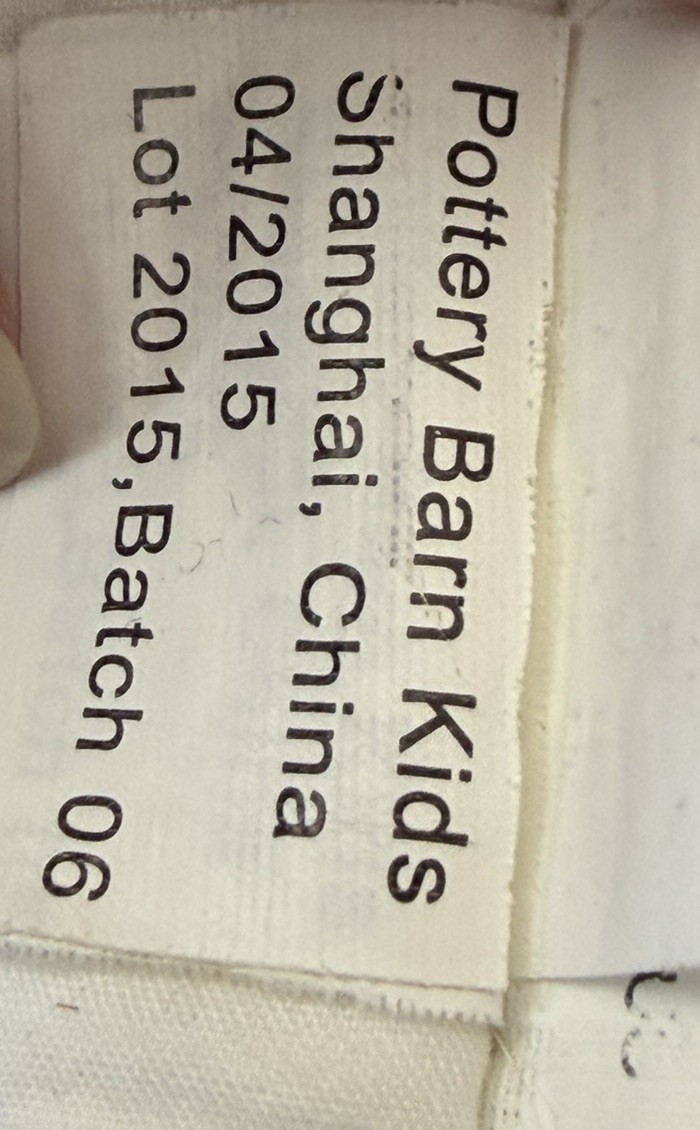 Pottery Barn Kids
Shanghai, China
04/2015
Lot 2015,Batch 06